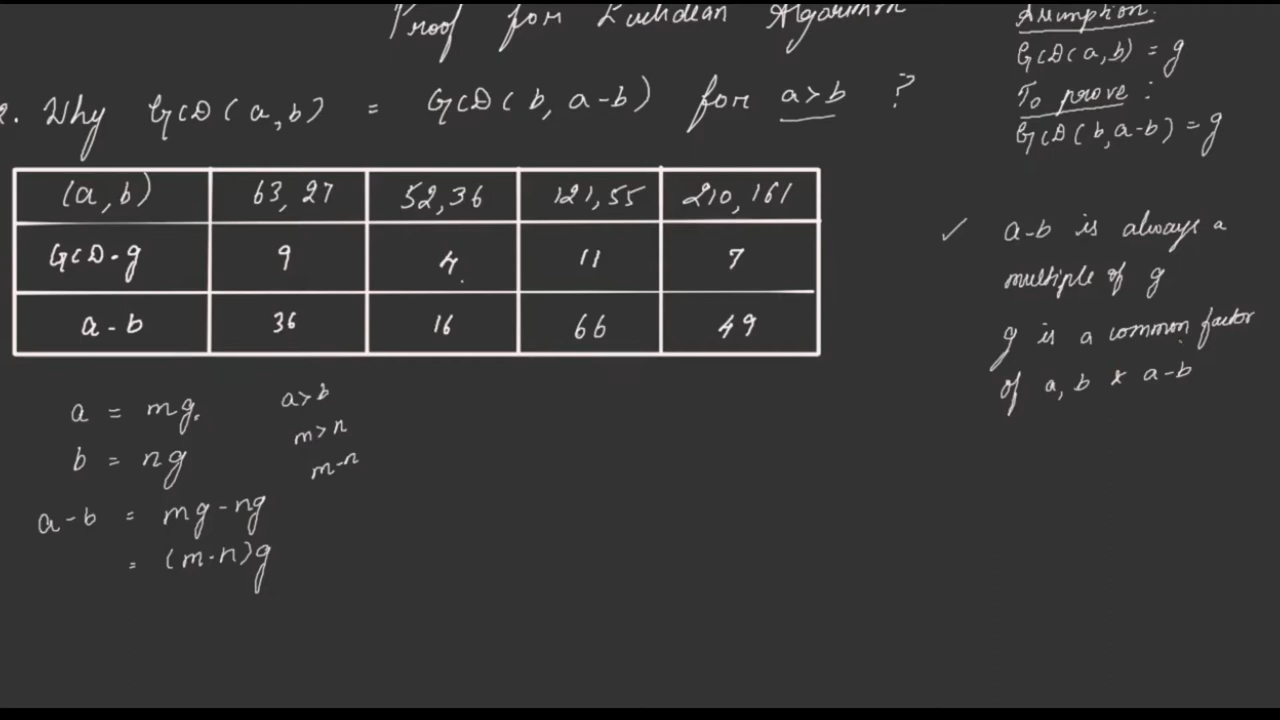 Proof for Euclidean Algorithm
2. Why GCD(a,b) = GCD(b, a-b) for a>b ?
(a,b) 63, 27 52,36 121,55 210, 161
GCD-g 9 4 11 7
a-b 36 16 66 49
a = mg. a>b
b = ng m>n
m-n
a-b = mg-ng
= (m-n)g
Assumption:
GCD(a,b) = g
To prove :
GCD(b,a-b) = g
✓ a-b is always a
multiple of g
g is a common factor
of a, b & a-b